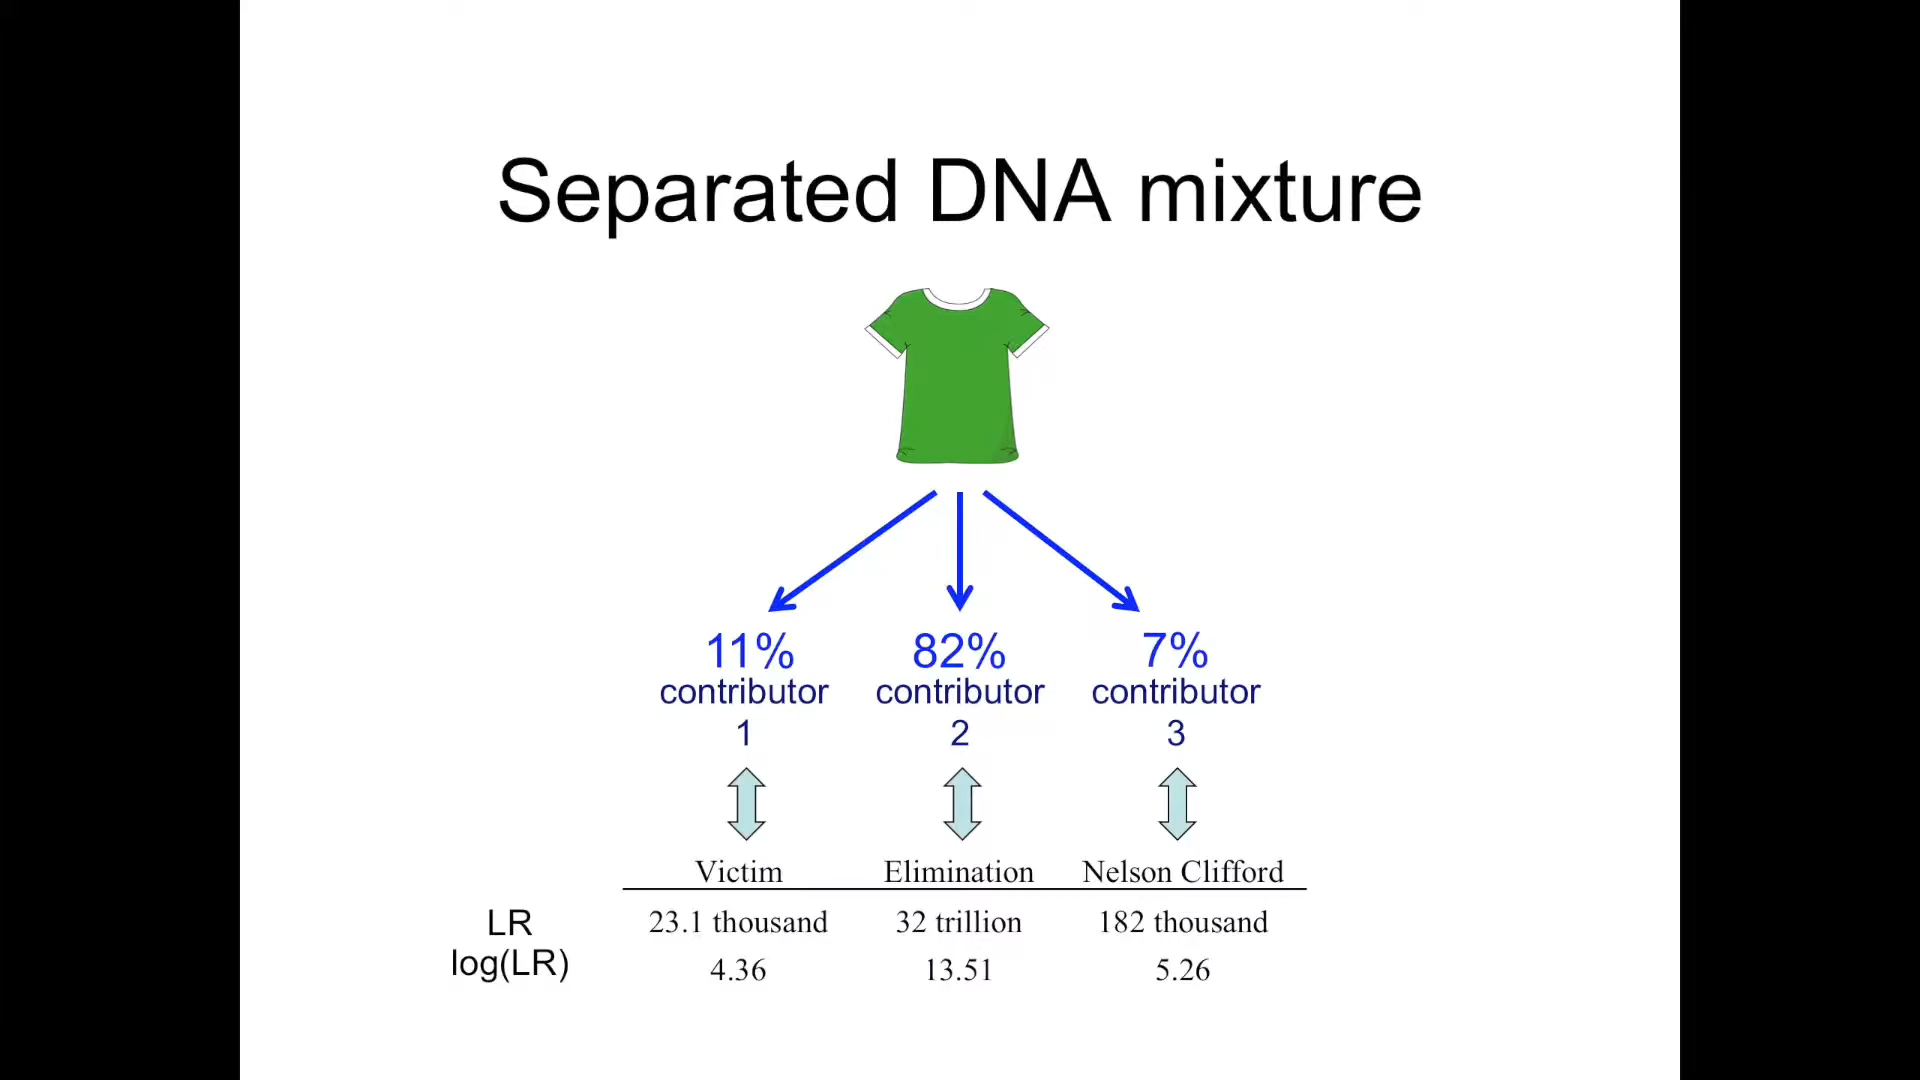 Separated DNA mixture
11% 82% 7%
contributor contributor contributor
1 2 3
Victim Elimination Nelson Clifford
LR 23.1 thousand 32 trillion 182 thousand
log(LR) 4.36 13.51 5.26